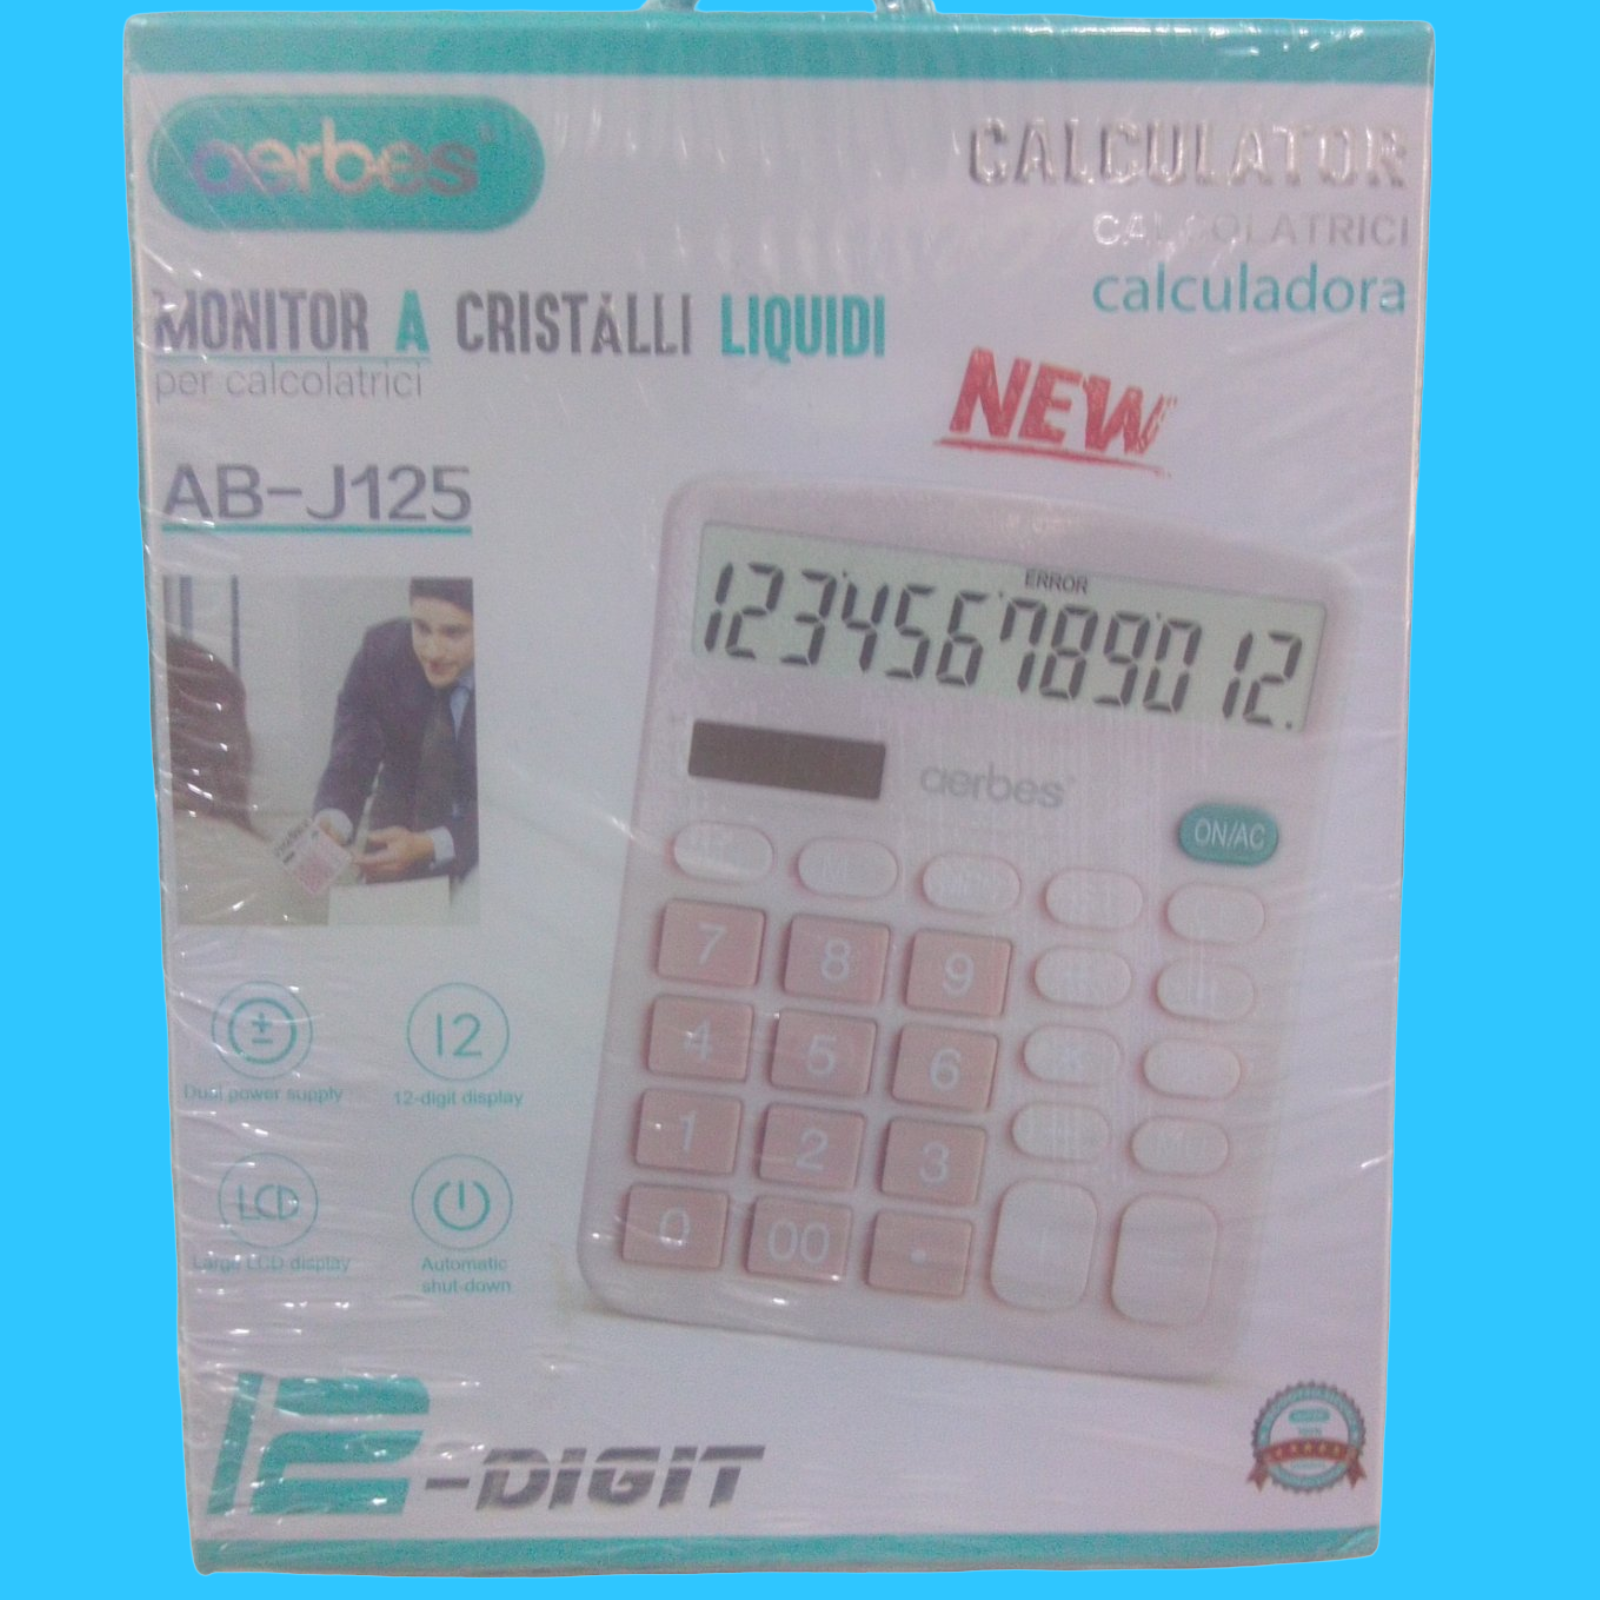 aerbes
CALCULATOR
CALCOLATRICI
calculadora
MONITOR A CRISTALLI LIQUIDI
per calcolatrici
NEW
AB-J125
ERROR
123456789012.
aerbes
ON/AC
7 8 9
4 5 6
1 2 3
0 00 .
12
Dual power supply
12-digit display
LCD
Large LCD display
Automatic
shut-down
12-DIGIT